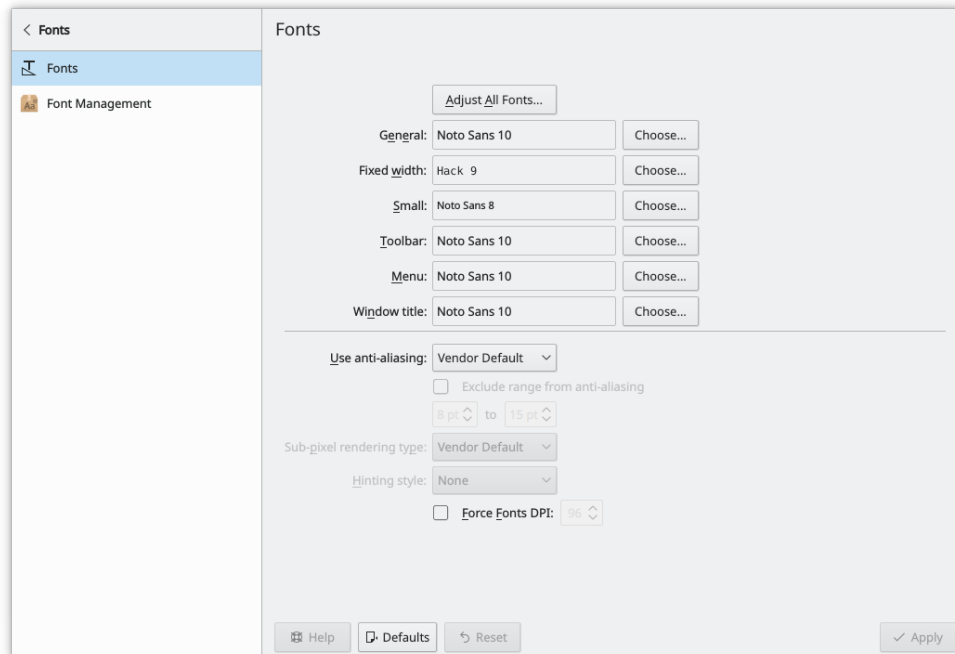 Fonts
Fonts
Font Management
Fonts
Adjust All Fonts...
General: Noto Sans 10 Choose...
Fixed width: Hack 9 Choose...
Small: Noto Sans 8 Choose...
Toolbar: Noto Sans 10 Choose...
Menu: Noto Sans 10 Choose...
Window title: Noto Sans 10 Choose...
Use anti-aliasing: Vendor Default
Exclude range from anti-aliasing
8 pt to 15 pt
Sub-pixel rendering type: Vendor Default
Hinting style: None
Force Fonts DPI: 96
Help Defaults Reset Apply